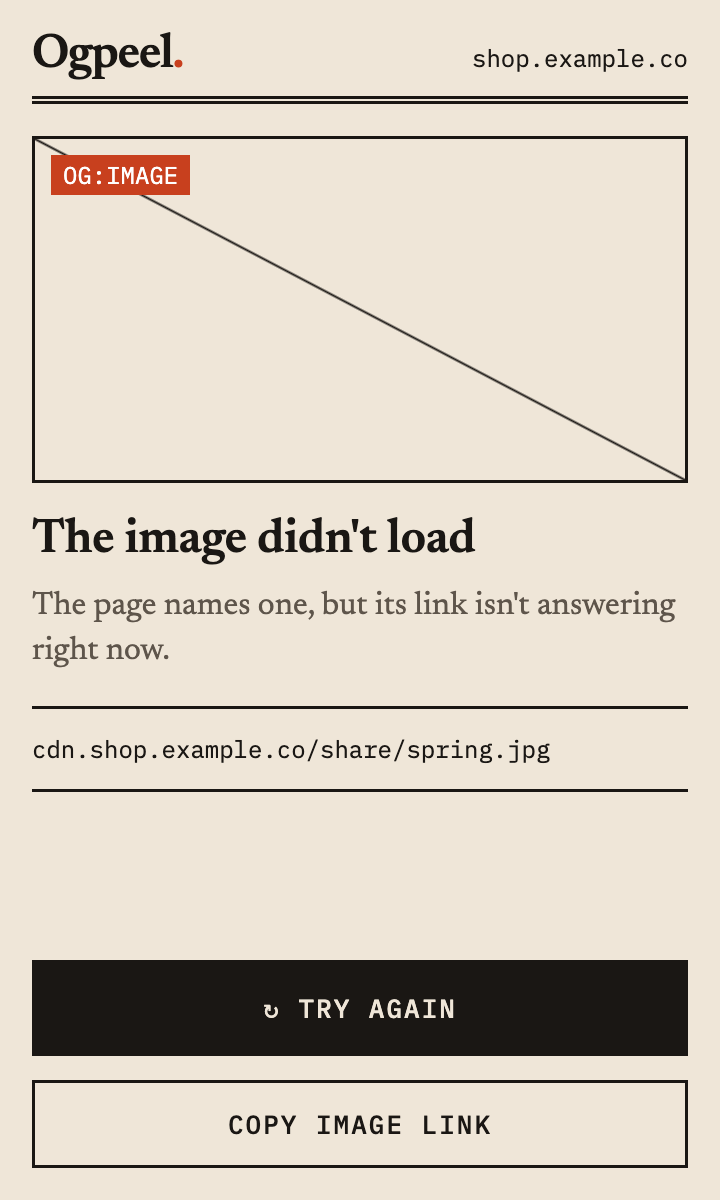 Ogpeel.
shop.example.co
OG:IMAGE
The image didn't load
The page names one, but its link isn't answering
right now.
cdn.shop.example.co/share/spring.jpg
↻ TRY AGAIN
COPY IMAGE LINK